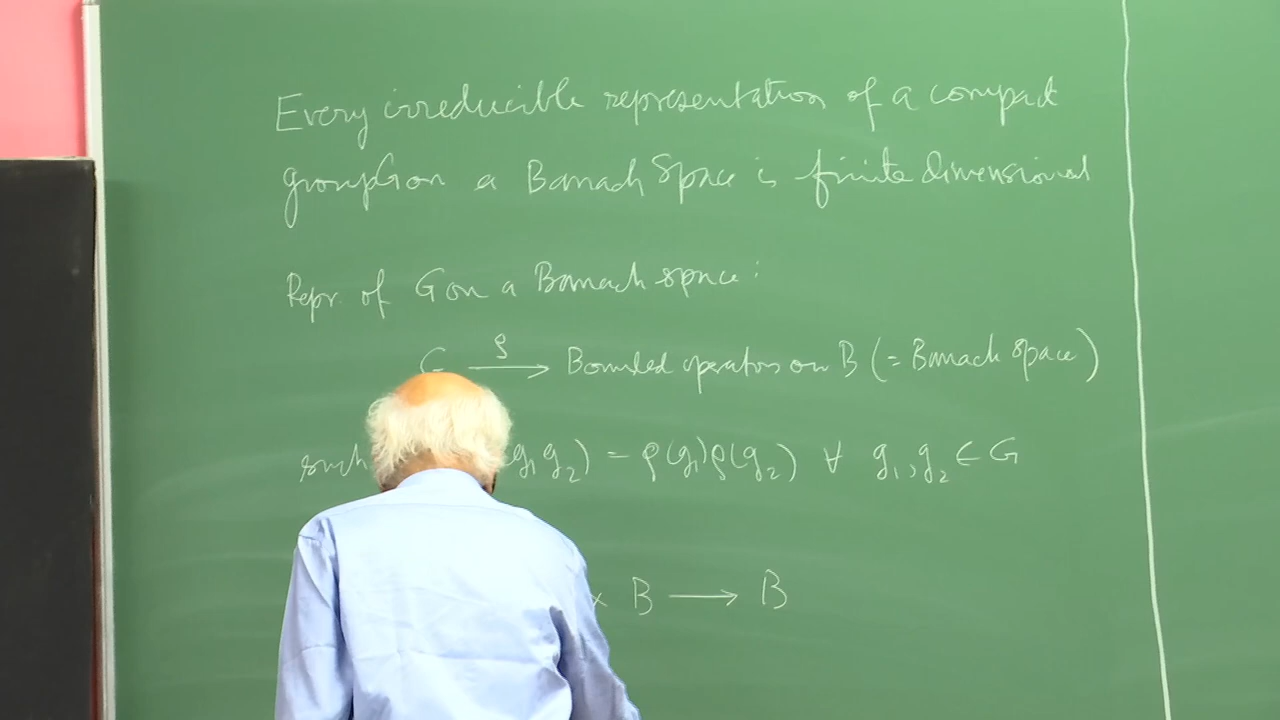 Every irreducible representation of a compact
group G on a Banach Space is finite dimensional
Repr. of G on a Banach space:
G —ρ→ Bounded operators on B (= Banach space)
such g₁g₂) = ρ(g₁)ρ(g₂) ∀ g₁, g₂ ∈ G
× B ⟶ B